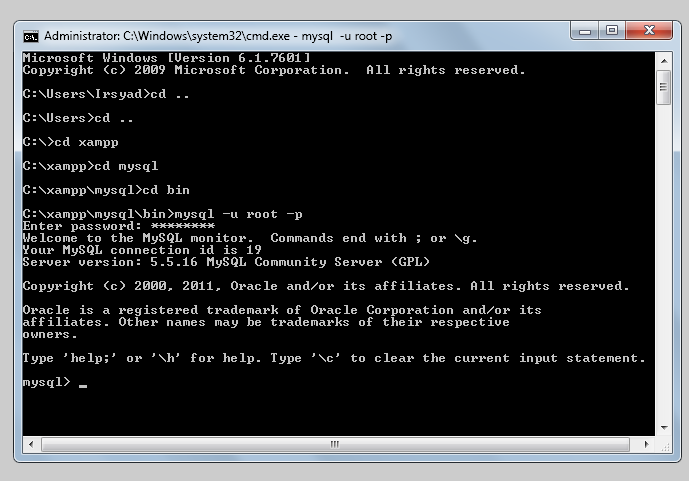 Administrator: C:\Windows\system32\cmd.exe - mysql  -u root -p
Microsoft Windows [Version 6.1.7601]
Copyright (c) 2009 Microsoft Corporation.  All rights reserved.
C:\Users\Irsyad>cd ..
C:\Users>cd ..
C:\>cd xampp
C:\xampp>cd mysql
C:\xampp\mysql>cd bin
C:\xampp\mysql\bin>mysql -u root -p
Enter password: ********
Welcome to the MySQL monitor.  Commands end with ; or \g.
Your MySQL connection id is 19
Server version: 5.5.16 MySQL Community Server (GPL)
Copyright (c) 2000, 2011, Oracle and/or its affiliates. All rights reserved.
Oracle is a registered trademark of Oracle Corporation and/or its
affiliates. Other names may be trademarks of their respective
owners.
Type 'help;' or '\h' for help. Type '\c' to clear the current input statement.
mysql> _